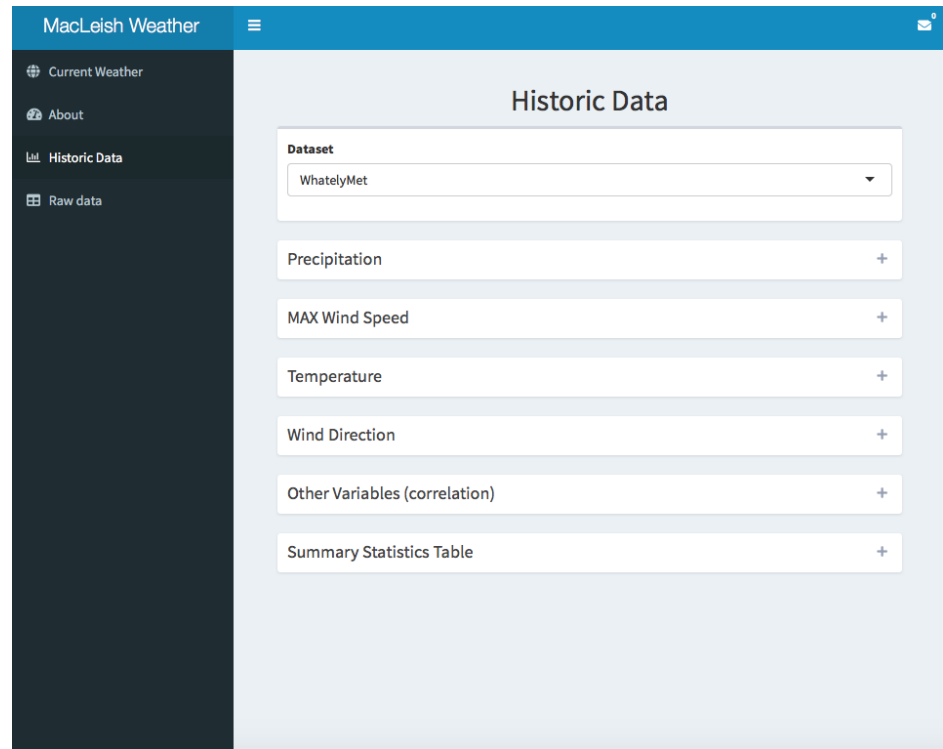 MacLeish Weather
0
Current Weather
About
Historic Data
Raw data
Historic Data
Dataset
WhatelyMet
Precipitation
MAX Wind Speed
Temperature
Wind Direction
Other Variables (correlation)
Summary Statistics Table